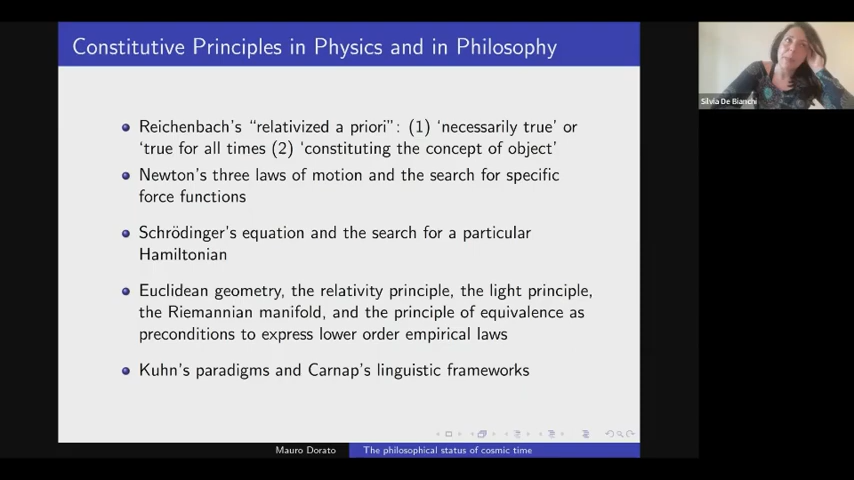 Constitutive Principles in Physics and in Philosophy
Reichenbach's "relativized a priori": (1) 'necessarily true' or
'true for all times (2) 'constituting the concept of object'
Newton's three laws of motion and the search for specific
force functions
Schrödinger's equation and the search for a particular
Hamiltonian
Euclidean geometry, the relativity principle, the light principle,
the Riemannian manifold, and the principle of equivalence as
preconditions to express lower order empirical laws
Kuhn's paradigms and Carnap's linguistic frameworks
Mauro Dorato
The philosophical status of cosmic time
Silvia De Bianchi